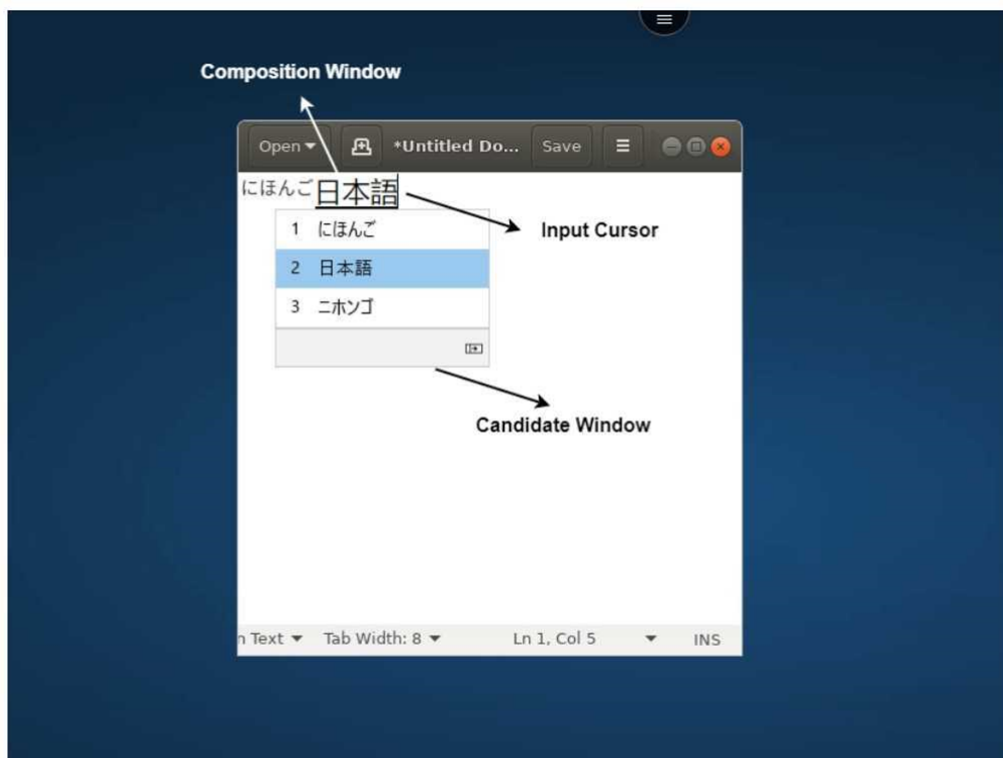 Composition Window
Open *Untitled Do... Save
にほんご日本語
1 にほんご
Input Cursor
2 日本語
3 ニホンゴ
Candidate Window
n Text Tab Width: 8 Ln 1, Col 5 INS